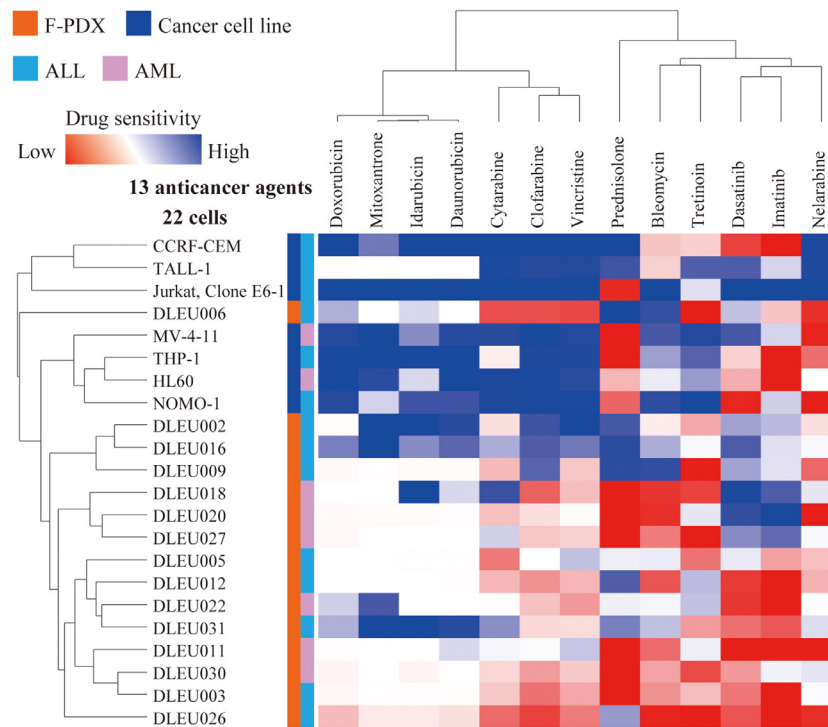 F-PDX
Cancer cell line
ALL
AML
Drug sensitivity
Low
High
13 anticancer agents
22 cells
Doxorubicin
Mitoxantrone
Idarubicin
Daunorubicin
Cytarabine
Clofarabine
Vincristine
Prednisolone
Bleomycin
Tretinoin
Dasatinib
Imatinib
Nelarabine
CCRF-CEM
TALL-1
Jurkat, Clone E6-1
DLEU006
MV-4-11
THP-1
HL60
NOMO-1
DLEU002
DLEU016
DLEU009
DLEU018
DLEU020
DLEU027
DLEU005
DLEU012
DLEU022
DLEU031
DLEU011
DLEU030
DLEU003
DLEU026